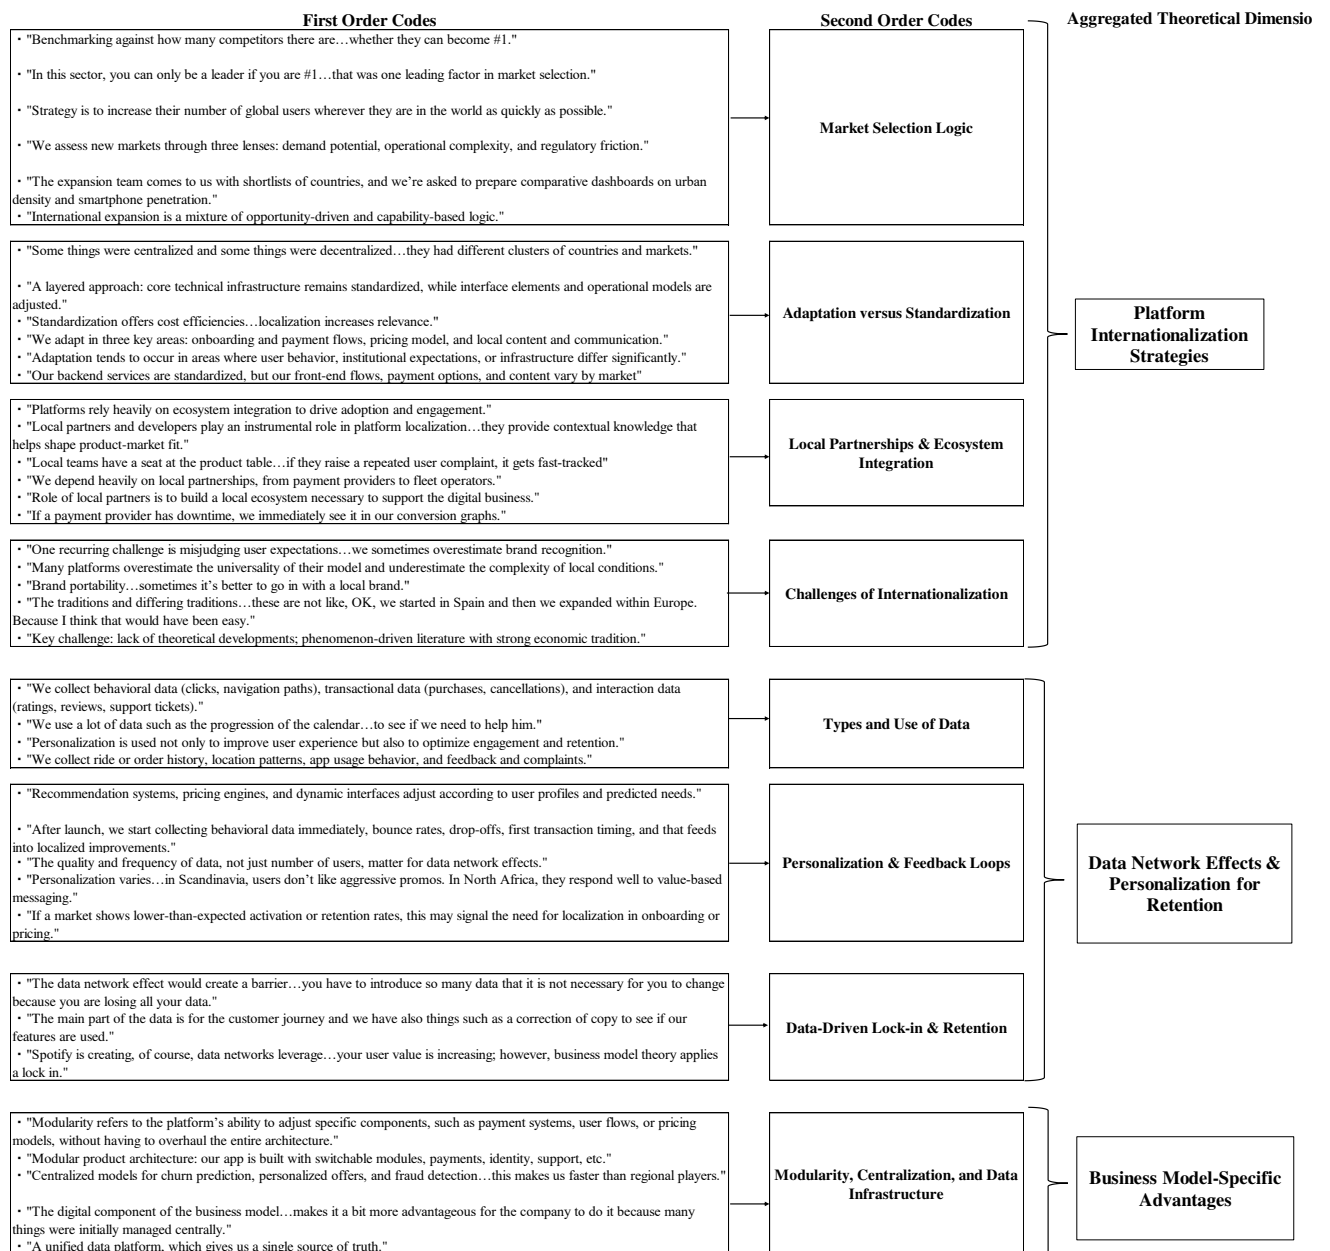 First Order Codes
Second Order Codes
Aggregated Theoretical Dimensio
・"Benchmarking against how many competitors there are…whether they can become #1."
・"In this sector, you can only be a leader if you are #1…that was one leading factor in market selection."
・"Strategy is to increase their number of global users wherever they are in the world as quickly as possible."
・"We assess new markets through three lenses: demand potential, operational complexity, and regulatory friction."
・"The expansion team comes to us with shortlists of countries, and we're asked to prepare comparative dashboards on urban
density and smartphone penetration."
・"International expansion is a mixture of opportunity-driven and capability-based logic."
Market Selection Logic
・"Some things were centralized and some things were decentralized…they had different clusters of countries and markets."
・"A layered approach: core technical infrastructure remains standardized, while interface elements and operational models are
adjusted."
・"Standardization offers cost efficiencies…localization increases relevance."
・"We adapt in three key areas: onboarding and payment flows, pricing model, and local content and communication."
・"Adaptation tends to occur in areas where user behavior, institutional expectations, or infrastructure differ significantly."
・"Our backend services are standardized, but our front-end flows, payment options, and content vary by market"
Adaptation versus Standardization
Platform
Internationalization
Strategies
・"Platforms rely heavily on ecosystem integration to drive adoption and engagement."
・"Local partners and developers play an instrumental role in platform localization…they provide contextual knowledge that
helps shape product-market fit."
・"Local teams have a seat at the product table…if they raise a repeated user complaint, it gets fast-tracked"
・"We depend heavily on local partnerships, from payment providers to fleet operators."
・"Role of local partners is to build a local ecosystem necessary to support the digital business."
・"If a payment provider has downtime, we immediately see it in our conversion graphs."
Local Partnerships & Ecosystem
Integration
・"One recurring challenge is misjudging user expectations…we sometimes overestimate brand recognition."
・"Many platforms overestimate the universality of their model and underestimate the complexity of local conditions."
・"Brand portability…sometimes it's better to go in with a local brand."
・"The traditions and differing traditions…these are not like, OK, we started in Spain and then we expanded within Europe.
Because I think that would have been easy."
・"Key challenge: lack of theoretical developments; phenomenon-driven literature with strong economic tradition."
Challenges of Internationalization
・"We collect behavioral data (clicks, navigation paths), transactional data (purchases, cancellations), and interaction data
(ratings, reviews, support tickets)."
・"We use a lot of data such as the progression of the calendar…to see if we need to help him."
・"Personalization is used not only to improve user experience but also to optimize engagement and retention."
・"We collect ride or order history, location patterns, app usage behavior, and feedback and complaints."
Types and Use of Data
・"Recommendation systems, pricing engines, and dynamic interfaces adjust according to user profiles and predicted needs."
・"After launch, we start collecting behavioral data immediately, bounce rates, drop-offs, first transaction timing, and that feeds
into localized improvements."
・"The quality and frequency of data, not just number of users, matter for data network effects."
・"Personalization varies…in Scandinavia, users don't like aggressive promos. In North Africa, they respond well to value-based
messaging."
・"If a market shows lower-than-expected activation or retention rates, this may signal the need for localization in onboarding or
pricing."
Personalization & Feedback Loops
Data Network Effects &
Personalization for
Retention
・"The data network effect would create a barrier…you have to introduce so many data that it is not necessary for you to change
because you are losing all your data."
・"The main part of the data is for the customer journey and we have also things such as a correction of copy to see if our
features are used."
・"Spotify is creating, of course, data networks leverage…your user value is increasing; however, business model theory applies
a lock in."
Data-Driven Lock-in & Retention
・"Modularity refers to the platform's ability to adjust specific components, such as payment systems, user flows, or pricing
models, without having to overhaul the entire architecture."
・"Modular product architecture: our app is built with switchable modules, payments, identity, support, etc."
・"Centralized models for churn prediction, personalized offers, and fraud detection…this makes us faster than regional players."
・"The digital component of the business model…makes it a bit more advantageous for the company to do it because many
things were initially managed centrally."
・"A unified data platform, which gives us a single source of truth."
Modularity, Centralization, and Data
Infrastructure
Business Model-Specific
Advantages